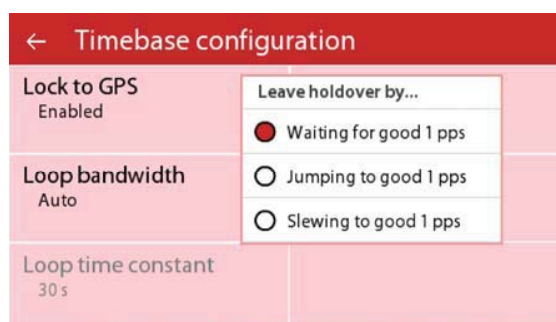 ← Timebase configuration
Lock to GPS
Enabled
Loop bandwidth
Auto
Loop time constant
30 s
Leave holdover by...
Waiting for good 1 pps
Jumping to good 1 pps
Slewing to good 1 pps